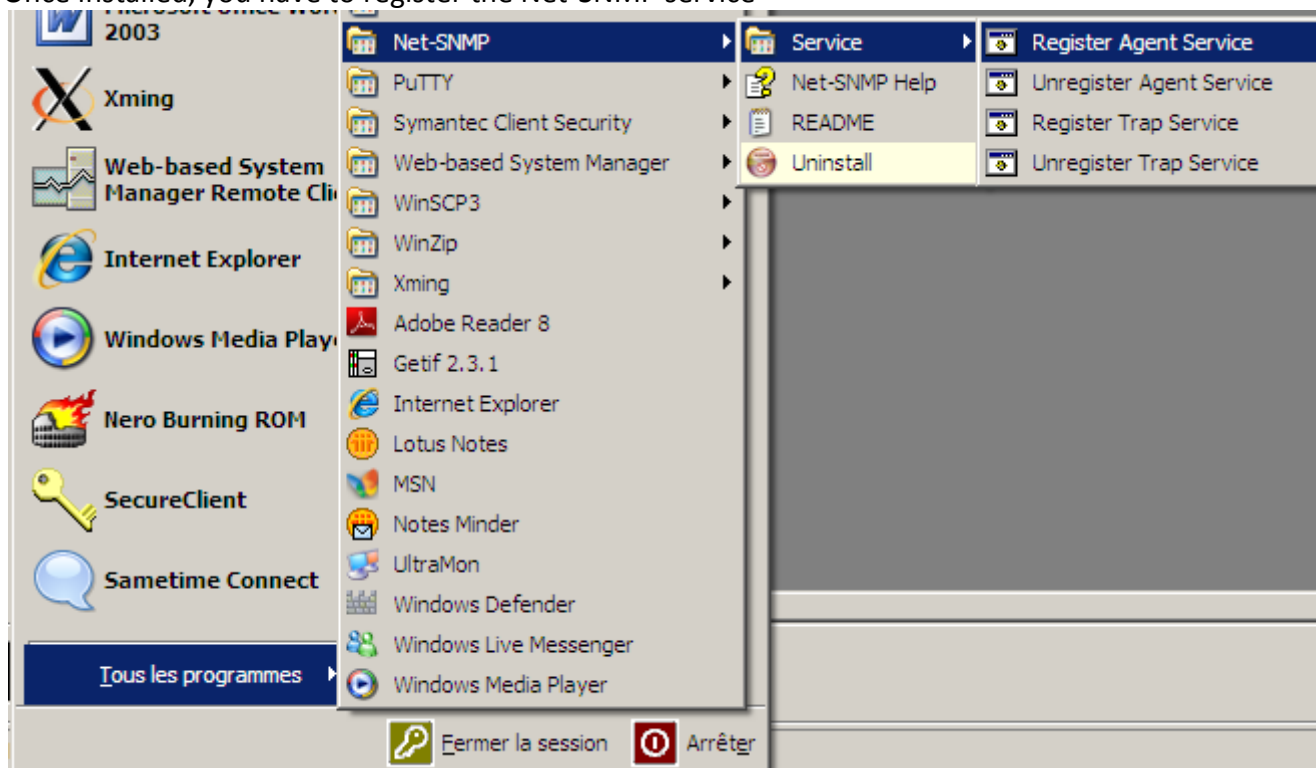 Once installed, you have to register the Net SNMP service
Microsoft Office Wor
2003
Xming
Web-based System
Manager Remote Clie
Internet Explorer
Windows Media Playe
Nero Burning ROM
SecureClient
Sametime Connect
Tous les programmes
Net-SNMP
PuTTY
Symantec Client Security
Web-based System Manager
WinSCP3
WinZip
Xming
Adobe Reader 8
Getif 2.3.1
Internet Explorer
Lotus Notes
MSN
Notes Minder
UltraMon
Windows Defender
Windows Live Messenger
Windows Media Player
Service
Net-SNMP Help
README
Uninstall
Register Agent Service
Unregister Agent Service
Register Trap Service
Unregister Trap Service
Fermer la session
Arrêter